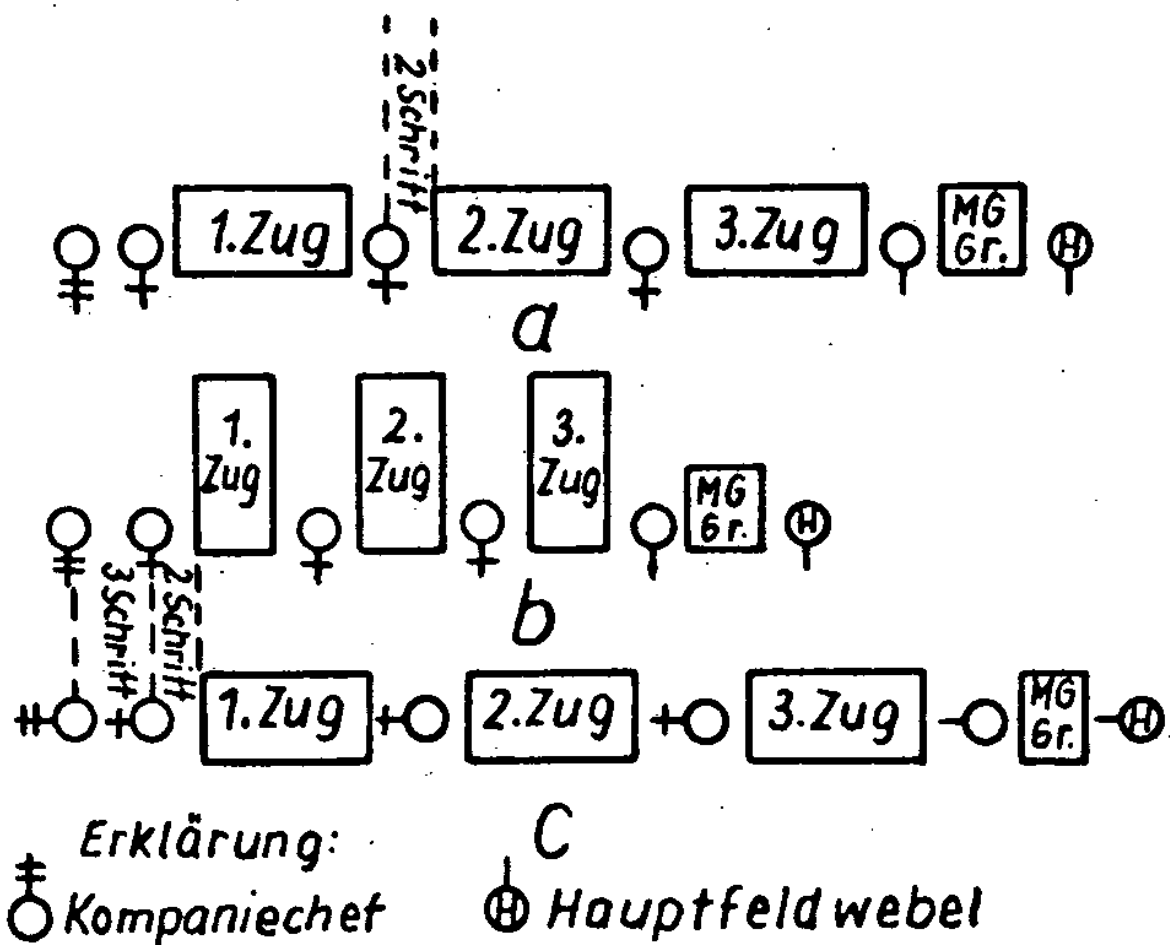 2 Schritt
1. Zug 2. Zug 3. Zug MG Gr. H
a
1. Zug 2. Zug 3. Zug MG Gr. H
3 Schritt 2 Schritt
b
1. Zug 2. Zug 3. Zug MG Gr. H
C
Erklärung:
Kompaniechef H Hauptfeldwebel